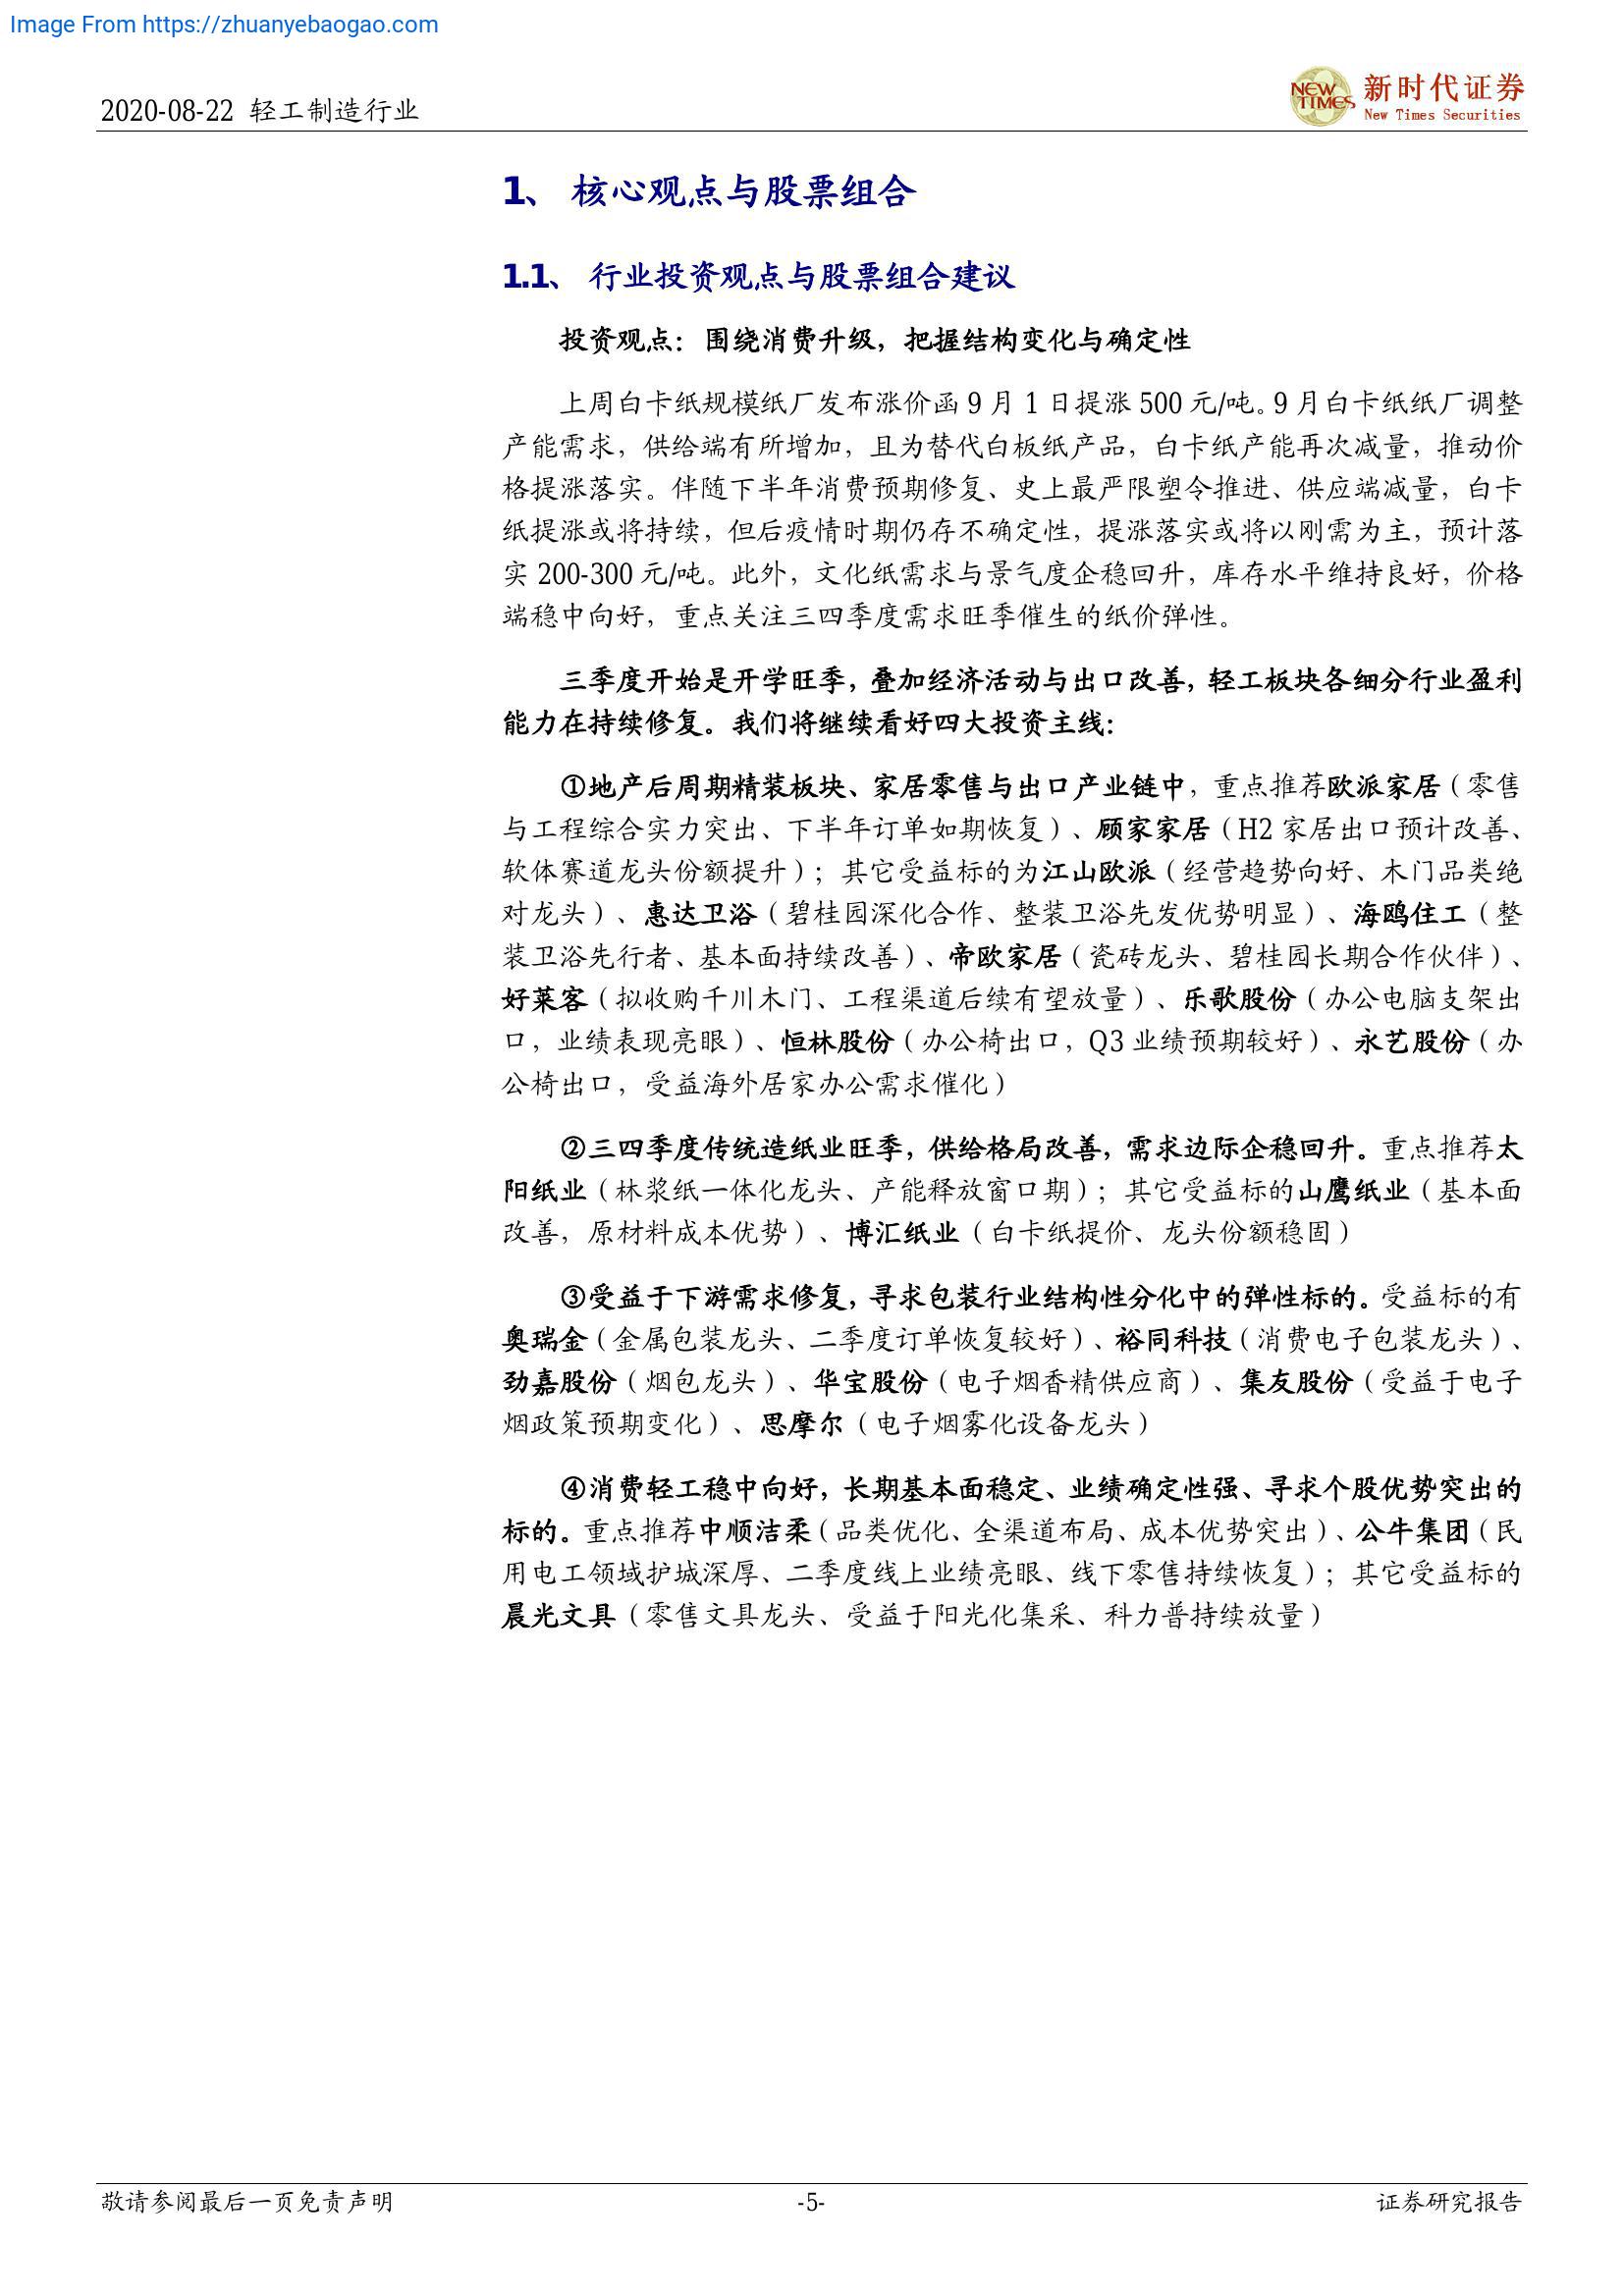 Image From https://zhuanyebaogao.com
2020-08-22 轻工制造行业
NEW TIMES
新时代证券
New Times Securities
1、 核心观点与股票组合
1.1、 行业投资观点与股票组合建议
投资观点：围绕消费升级，把握结构变化与确定性
上周白卡纸规模纸厂发布涨价函 9 月 1 日提涨 500 元/吨。9 月白卡纸纸厂调整
产能需求，供给端有所增加，且为替代白板纸产品，白卡纸产能再次减量，推动价
格提涨落实。伴随下半年消费预期修复、史上最严限塑令推进、供应端减量，白卡
纸提涨或将持续，但后疫情时期仍存不确定性，提涨落实或将以刚需为主，预计落
实 200-300 元/吨。此外，文化纸需求与景气度企稳回升，库存水平维持良好，价格
端稳中向好，重点关注三四季度需求旺季催生的纸价弹性。
三季度开始是开学旺季，叠加经济活动与出口改善，轻工板块各细分行业盈利
能力在持续修复。我们将继续看好四大投资主线：
①地产后周期精装板块、家居零售与出口产业链中，重点推荐欧派家居（零售
与工程综合实力突出、下半年订单如期恢复）、顾家家居（H2 家居出口预计改善、
软体赛道龙头份额提升）；其它受益标的为江山欧派（经营趋势向好、木门品类绝
对龙头）、惠达卫浴（碧桂园深化合作、整装卫浴先发优势明显）、海鸥住工（整
装卫浴先行者、基本面持续改善）、帝欧家居（瓷砖龙头、碧桂园长期合作伙伴）、
好莱客（拟收购千川木门、工程渠道后续有望放量）、乐歌股份（办公电脑支架出
口，业绩表现亮眼）、恒林股份（办公椅出口，Q3 业绩预期较好）、永艺股份（办
公椅出口，受益海外居家办公需求催化）
②三四季度传统造纸业旺季，供给格局改善，需求边际企稳回升。重点推荐太
阳纸业（林浆纸一体化龙头、产能释放窗口期）；其它受益标的山鹰纸业（基本面
改善，原材料成本优势）、博汇纸业（白卡纸提价、龙头份额稳固）
③受益于下游需求修复，寻求包装行业结构性分化中的弹性标的。受益标的有
奥瑞金（金属包装龙头、二季度订单恢复较好）、裕同科技（消费电子包装龙头）、
劲嘉股份（烟包龙头）、华宝股份（电子烟香精供应商）、集友股份（受益于电子
烟政策预期变化）、思摩尔（电子烟雾化设备龙头）
④消费轻工稳中向好，长期基本面稳定、业绩确定性强、寻求个股优势突出的
标的。重点推荐中顺洁柔（品类优化、全渠道布局、成本优势突出）、公牛集团（民
用电工领域护城深厚、二季度线上业绩亮眼、线下零售持续恢复）；其它受益标的
晨光文具（零售文具龙头、受益于阳光化集采、科力普持续放量）
敬请参阅最后一页免责声明
-5-
证券研究报告